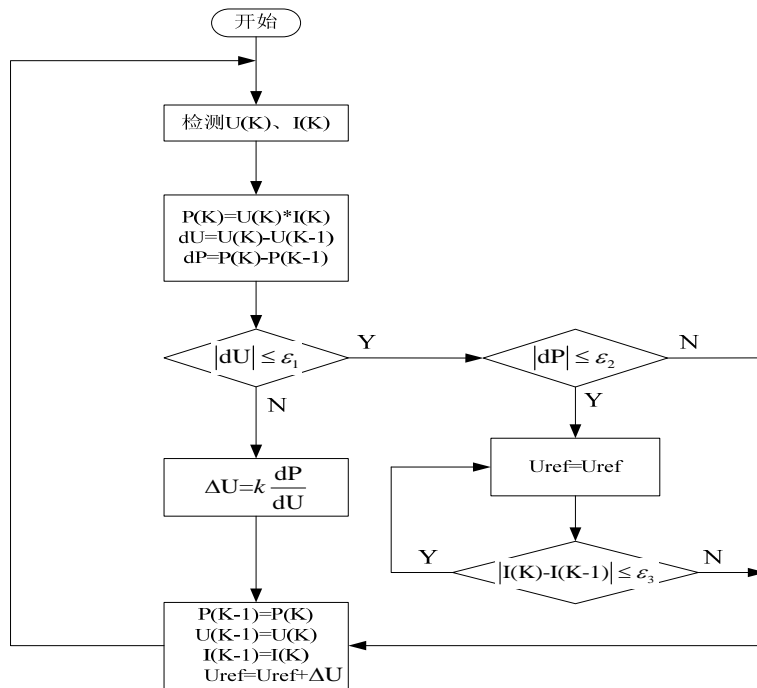 开始
检测U(K)、I(K)
P(K)=U(K)*I(K)
dU=U(K)-U(K-1)
dP=P(K)-P(K-1)
|dU| ≤ ε₁
Y
|dP| ≤ ε₂
N
N
Y
ΔU=k dP/dU
Uref=Uref
Y
|I(K)-I(K-1)| ≤ ε₃
N
P(K-1)=P(K)
U(K-1)=U(K)
I(K-1)=I(K)
Uref=Uref+ΔU